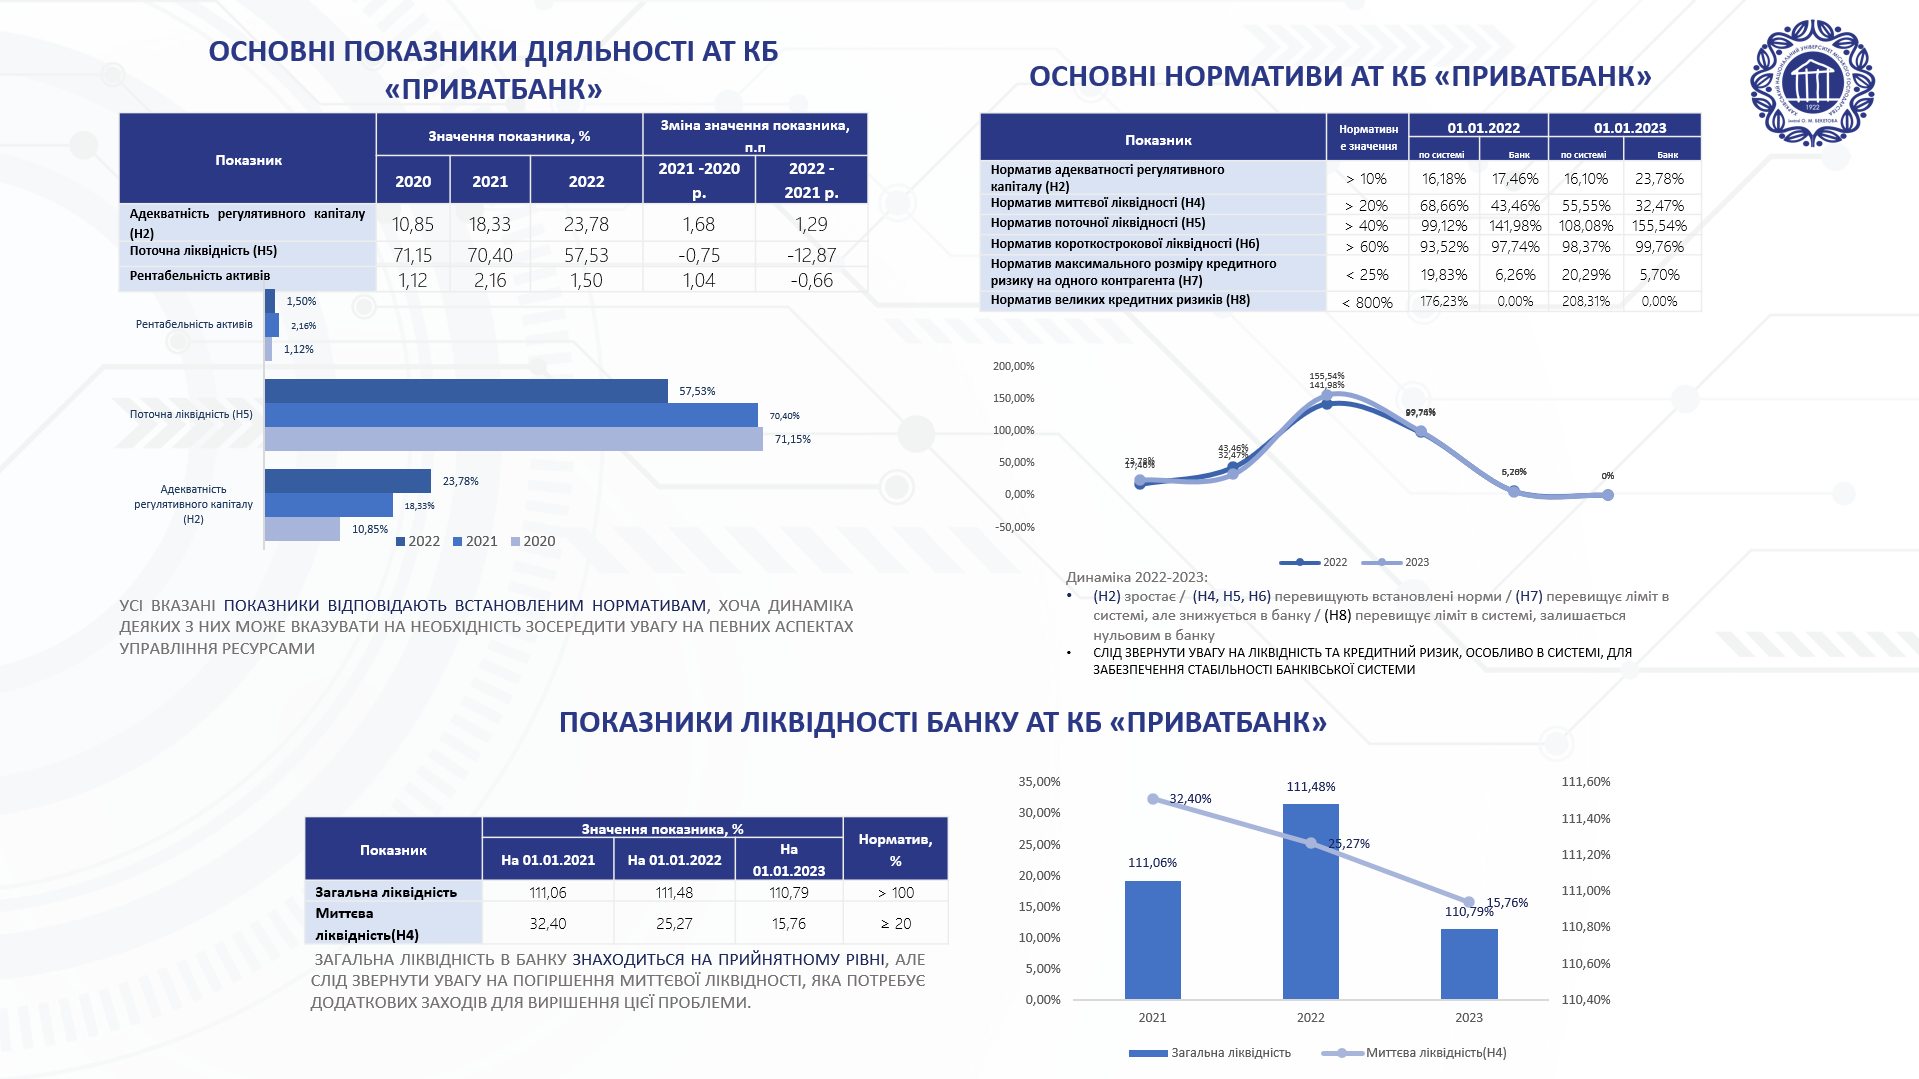 ОСНОВНІ ПОКАЗНИКИ ДІЯЛЬНОСТІ АТ КБ
«ПРИВАТБАНК»
Показник
Значення показника, %
Зміна значення показника,
п.п
2020
2021
2022
2021 -2020
р.
2022 -
2021 р.
Адекватність регулятивного капіталу
(Н2)
10,85
18,33
23,78
1,68
1,29
Поточна ліквідність (Н5)
71,15
70,40
57,53
-0,75
-12,87
Рентабельність активів
1,12
2,16
1,50
1,04
-0,66
Рентабельність активів
1,50%
2,16%
1,12%
Поточна ліквідність (Н5)
57,53%
70,40%
71,15%
Адекватність
регулятивного капіталу
(Н2)
23,78%
18,33%
10,85%
2022
2021
2020
УСІ ВКАЗАНІ ПОКАЗНИКИ ВІДПОВІДАЮТЬ ВСТАНОВЛЕНИМ НОРМАТИВАМ, ХОЧА ДИНАМІКА
ДЕЯКИХ З НИХ МОЖЕ ВКАЗУВАТИ НА НЕОБХІДНІСТЬ ЗОСЕРЕДИТИ УВАГУ НА ПЕВНИХ АСПЕКТАХ
УПРАВЛІННЯ РЕСУРСАМИ
ОСНОВНІ НОРМАТИВИ АТ КБ «ПРИВАТБАНК»
Показник
Нормативн
е значення
01.01.2022
01.01.2023
по системі
Банк
по системі
Банк
Норматив адекватності регулятивного
капіталу (Н2)
> 10%
16,18%
17,46%
16,10%
23,78%
Норматив миттєвої ліквідності (Н4)
> 20%
68,66%
43,46%
55,55%
32,47%
Норматив поточної ліквідності (Н5)
> 40%
99,12%
141,98%
108,08%
155,54%
Норматив короткострокової ліквідності (Н6)
> 60%
93,52%
97,74%
98,37%
99,76%
Норматив максимального розміру кредитного
ризику на одного контрагента (Н7)
< 25%
19,83%
6,26%
20,29%
5,70%
Норматив великих кредитних ризиків (Н8)
< 800%
176,23%
0,00%
208,31%
0,00%
200,00%
150,00%
100,00%
50,00%
0,00%
-50,00%
23,78%
17,46%
43,46%
32,47%
155,54%
141,98%
0%
2022
2023
Динаміка 2022-2023:
• (Н2) зростає / (Н4, Н5, Н6) перевищують встановлені норми / (Н7) перевищує ліміт в
системі, але знижується в банку / (Н8) перевищує ліміт в системі, залишається
нульовим в банку
• СЛІД ЗВЕРНУТИ УВАГУ НА ЛІКВІДНІСТЬ ТА КРЕДИТНИЙ РИЗИК, ОСОБЛИВО В СИСТЕМІ, ДЛЯ
ЗАБЕЗПЕЧЕННЯ СТАБІЛЬНОСТІ БАНКІВСЬКОЇ СИСТЕМИ
1922
ПОКАЗНИКИ ЛІКВІДНОСТІ БАНКУ АТ КБ «ПРИВАТБАНК»
Показник
Значення показника, %
Норматив,
%
На 01.01.2021
На 01.01.2022
На
01.01.2023
Загальна ліквідність
111,06
111,48
110,79
> 100
Миттєва
ліквідність(Н4)
32,40
25,27
15,76
≥ 20
ЗАГАЛЬНА ЛІКВІДНІСТЬ В БАНКУ ЗНАХОДИТЬСЯ НА ПРИЙНЯТНОМУ РІВНІ, АЛЕ
СЛІД ЗВЕРНУТИ УВАГУ НА ПОГІРШЕННЯ МИТТЄВОЇ ЛІКВІДНОСТІ, ЯКА ПОТРЕБУЄ
ДОДАТКОВИХ ЗАХОДІВ ДЛЯ ВИРІШЕННЯ ЦІЄЇ ПРОБЛЕМИ.
35,00%
30,00%
25,00%
20,00%
15,00%
10,00%
5,00%
0,00%
111,60%
111,40%
111,20%
111,00%
110,80%
110,60%
110,40%
32,40%
111,06%
111,48%
25,27%
15,76%
110,79%
2021
2022
2023
Загальна ліквідність
Миттєва ліквідність(Н4)